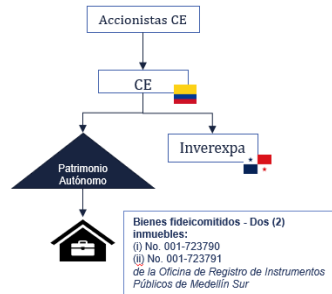 Accionistas CE
CE
Patrimonio
Autónomo
Inverexpa
Bienes fideicomitidos - Dos (2)
inmuebles:
(i) No. 001-723790
(ii) No. 001-723791
de la Oficina de Registro de Instrumentos
Públicos de Medellín Sur